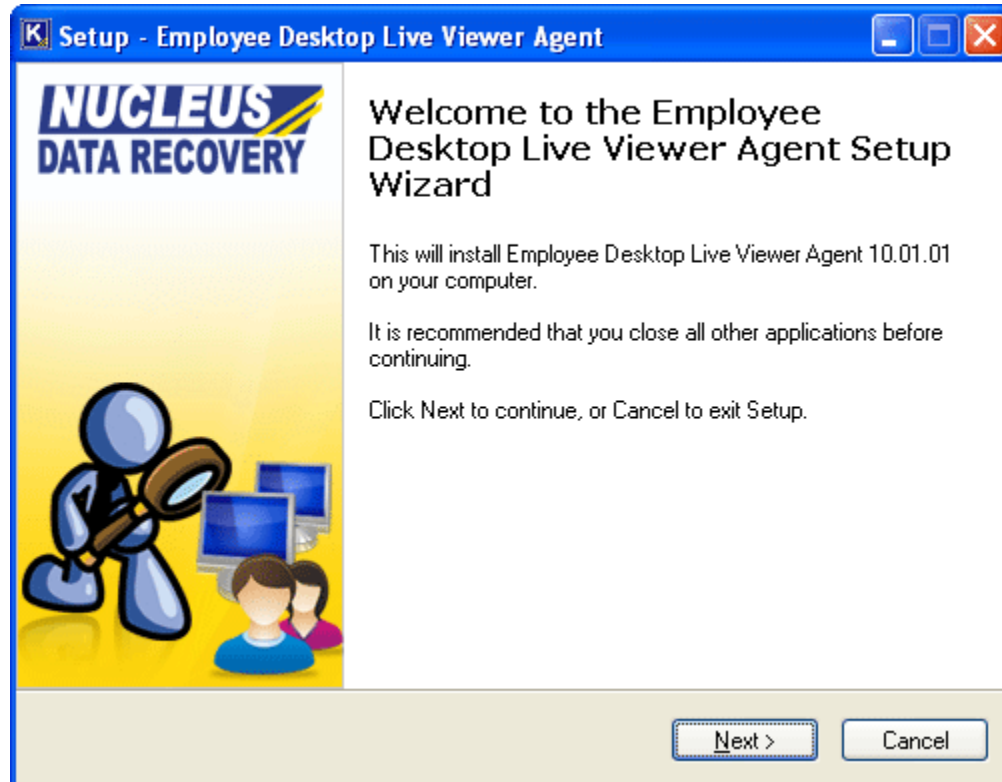 Setup - Employee Desktop Live Viewer Agent
NUCLEUS
DATA RECOVERY
Welcome to the Employee
Desktop Live Viewer Agent Setup
Wizard
This will install Employee Desktop Live Viewer Agent 10.01.01
on your computer.
It is recommended that you close all other applications before
continuing.
Click Next to continue, or Cancel to exit Setup.
Next >
Cancel